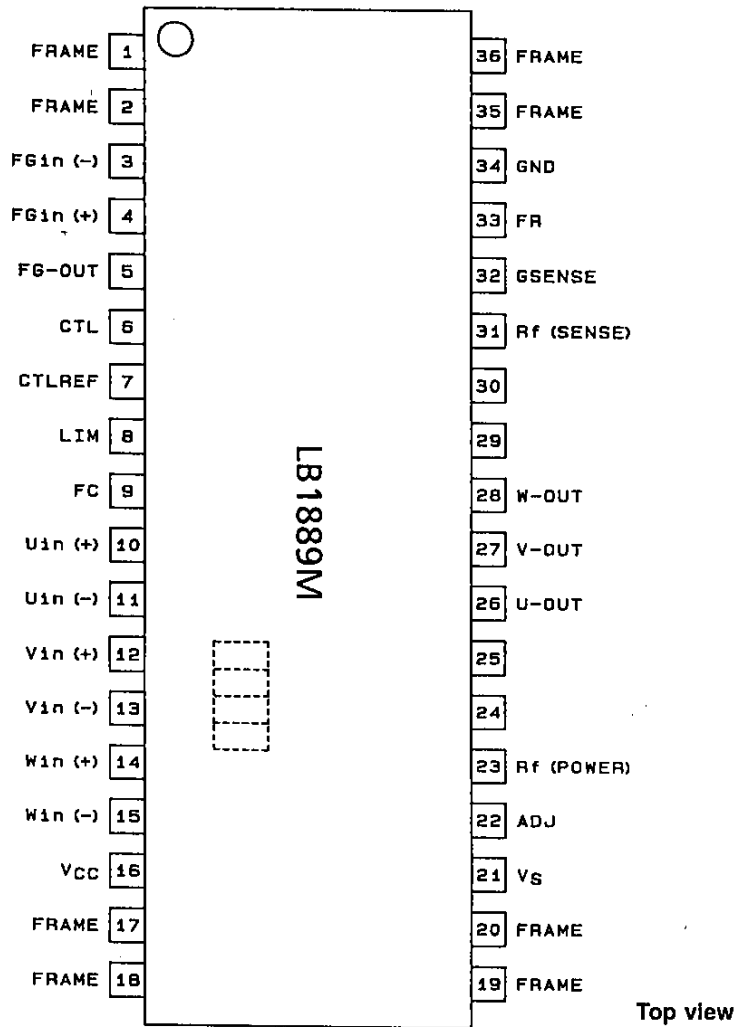 FRAME 1
FRAME 2
FGin (-) 3
FGin (+) 4
FG-OUT 5
CTL 6
CTLREF 7
LIM 8
FC 9
Uin (+) 10
Uin (-) 11
Vin (+) 12
Vin (-) 13
Win (+) 14
Win (-) 15
VCC 16
FRAME 17
FRAME 18
LB1889M
36 FRAME
35 FRAME
34 GND
33 FR
32 GSENSE
31 Rf (SENSE)
30
29
28 W-OUT
27 V-OUT
26 U-OUT
25
24
23 Rf (POWER)
22 ADJ
21 VS
20 FRAME
19 FRAME
Top view